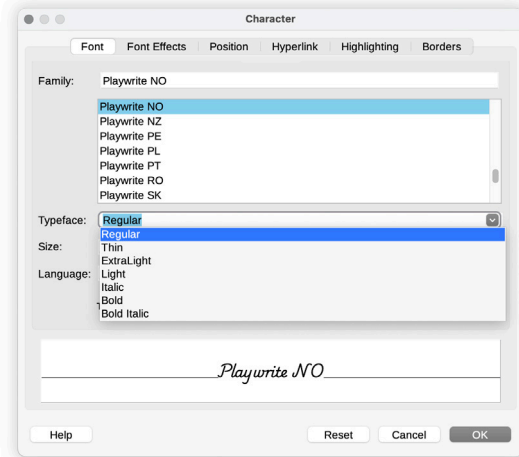 Character
Font Font Effects Position Hyperlink Highlighting Borders
Family: Playwrite NO
Playwrite NO
Playwrite NZ
Playwrite PE
Playwrite PL
Playwrite PT
Playwrite RO
Playwrite SK
Typeface: Regular
Regular
Size:
Thin
ExtraLight
Language: Light
Italic
Bold
Bold Italic
Playwrite NO
Help Reset Cancel OK